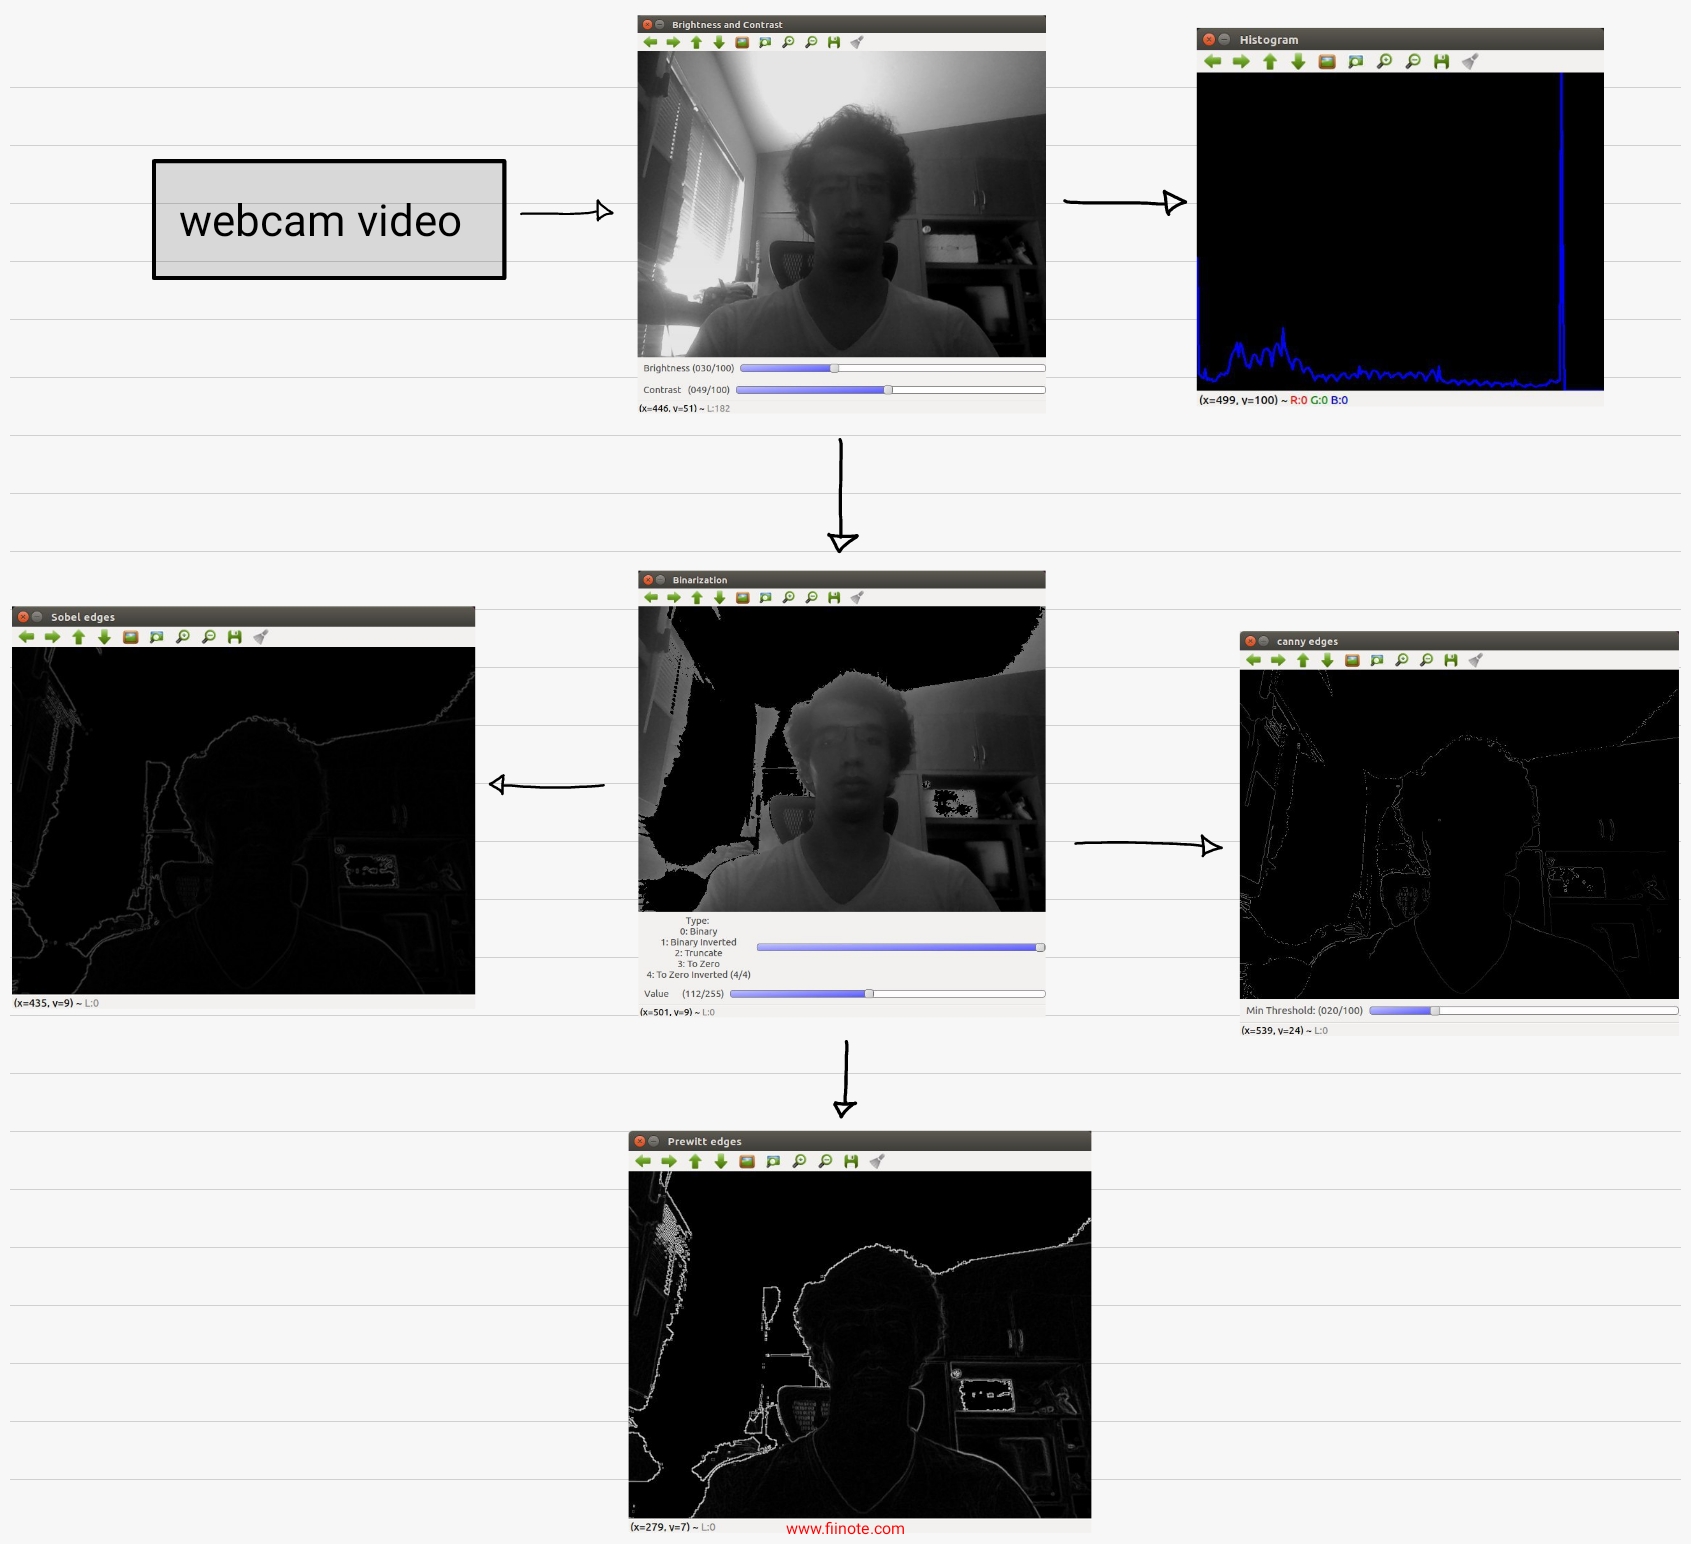 Brightness and Contrast
Histogram
webcam video
Brightness (030/100)
Contrast (049/100)
(x=446, y=51) ~ L:182
(x=499, y=100) ~ R:0 G:0 B:0
Sobel edges
Binarization
canny edges
Type:
0: Binary
1: Binary Inverted
2: Truncate
3: To Zero
4: To Zero Inverted (4/4)
Value (112/255)
(x=501, y=9) ~ L:0
(x=435, y=9) ~ L:0
Min Threshold: (020/100)
(x=539, y=24) ~ L:0
Prewitt edges
(x=279, y=7) ~ L:0
www.fiinote.com